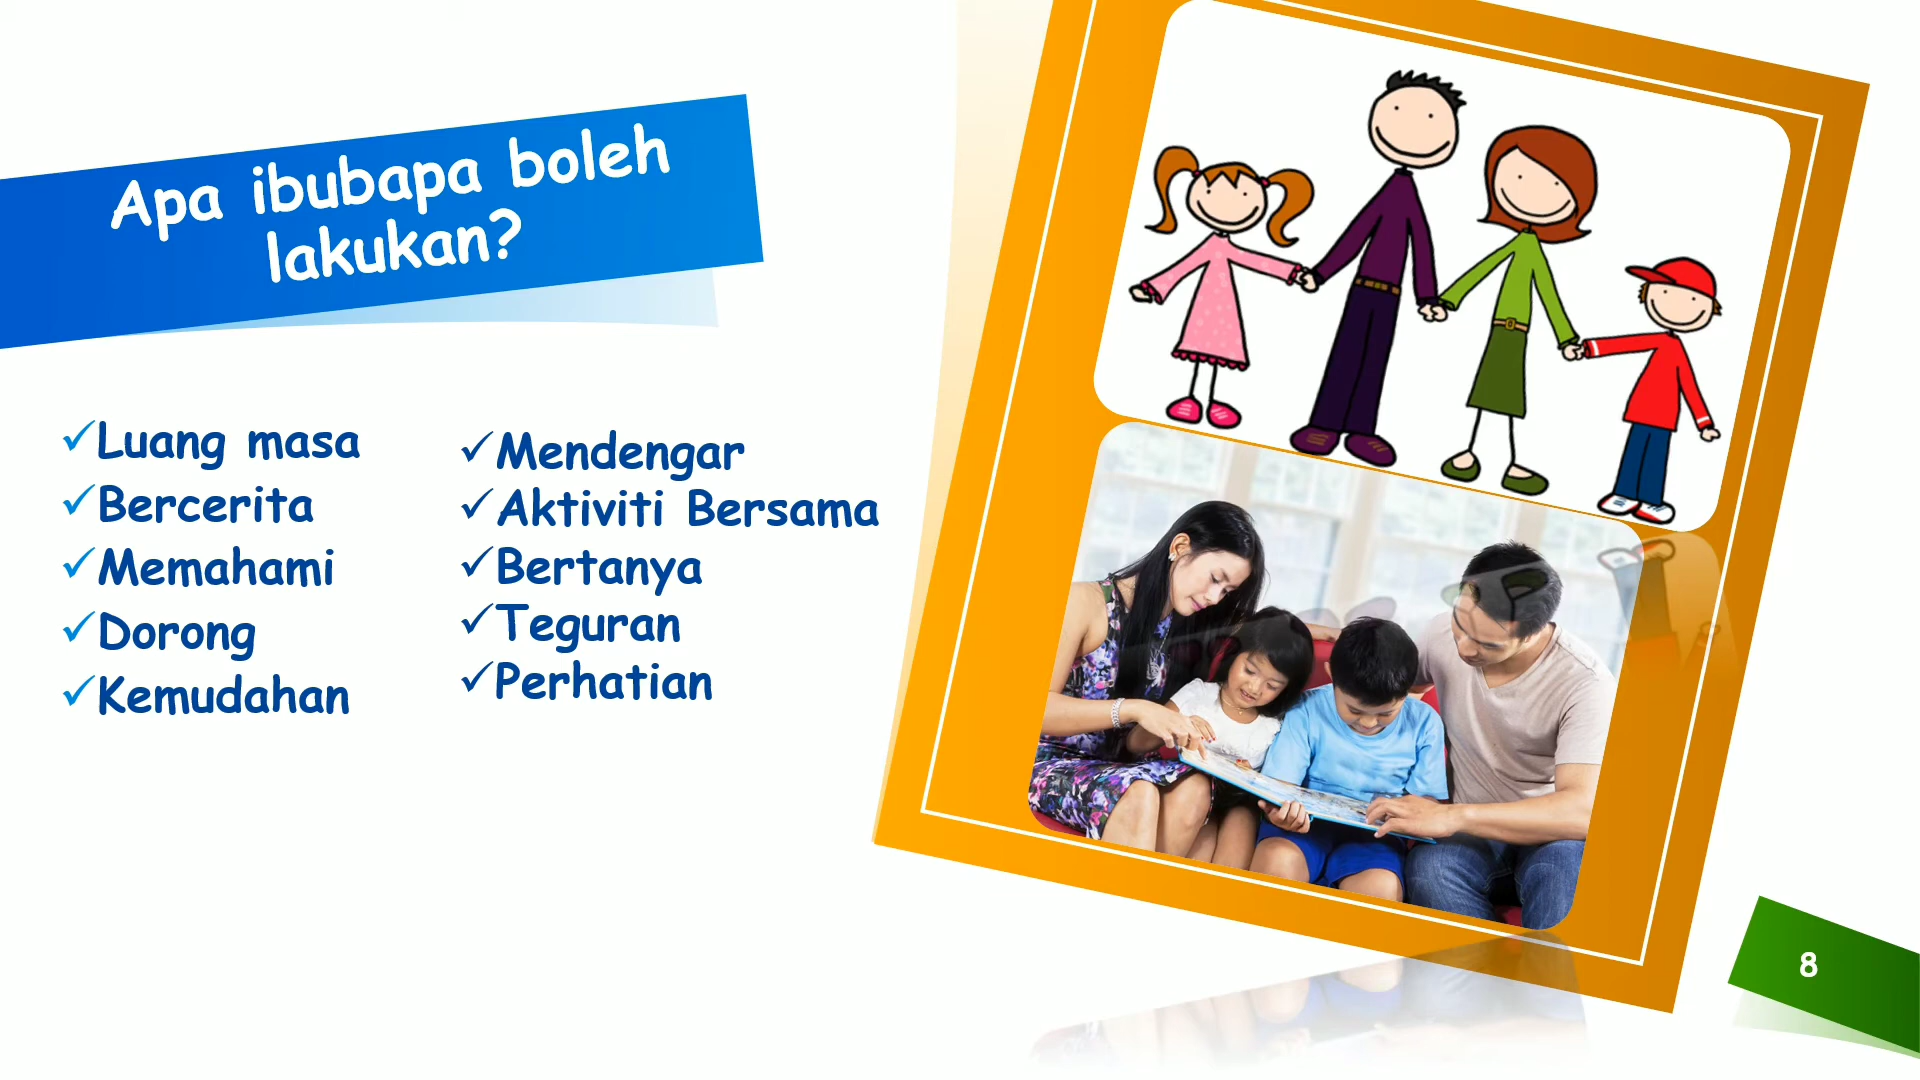 Apa ibubapa boleh
lakukan?
✓Luang masa
✓Bercerita
✓Memahami
✓Dorong
✓Kemudahan
✓Mendengar
✓Aktiviti Bersama
✓Bertanya
✓Teguran
✓Perhatian
8